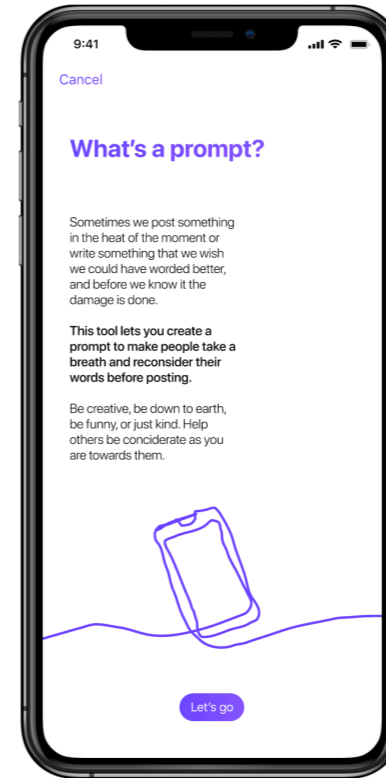 9:41
Cancel
What's a prompt?
Sometimes we post something
in the heat of the moment or
write something that we wish
we could have worded better,
and before we know it the
damage is done.
This tool lets you create a
prompt to make people take a
breath and reconsider their
words before posting.
Be creative, be down to earth,
be funny, or just kind. Help
others be conciderate as you
are towards them.
Let's go